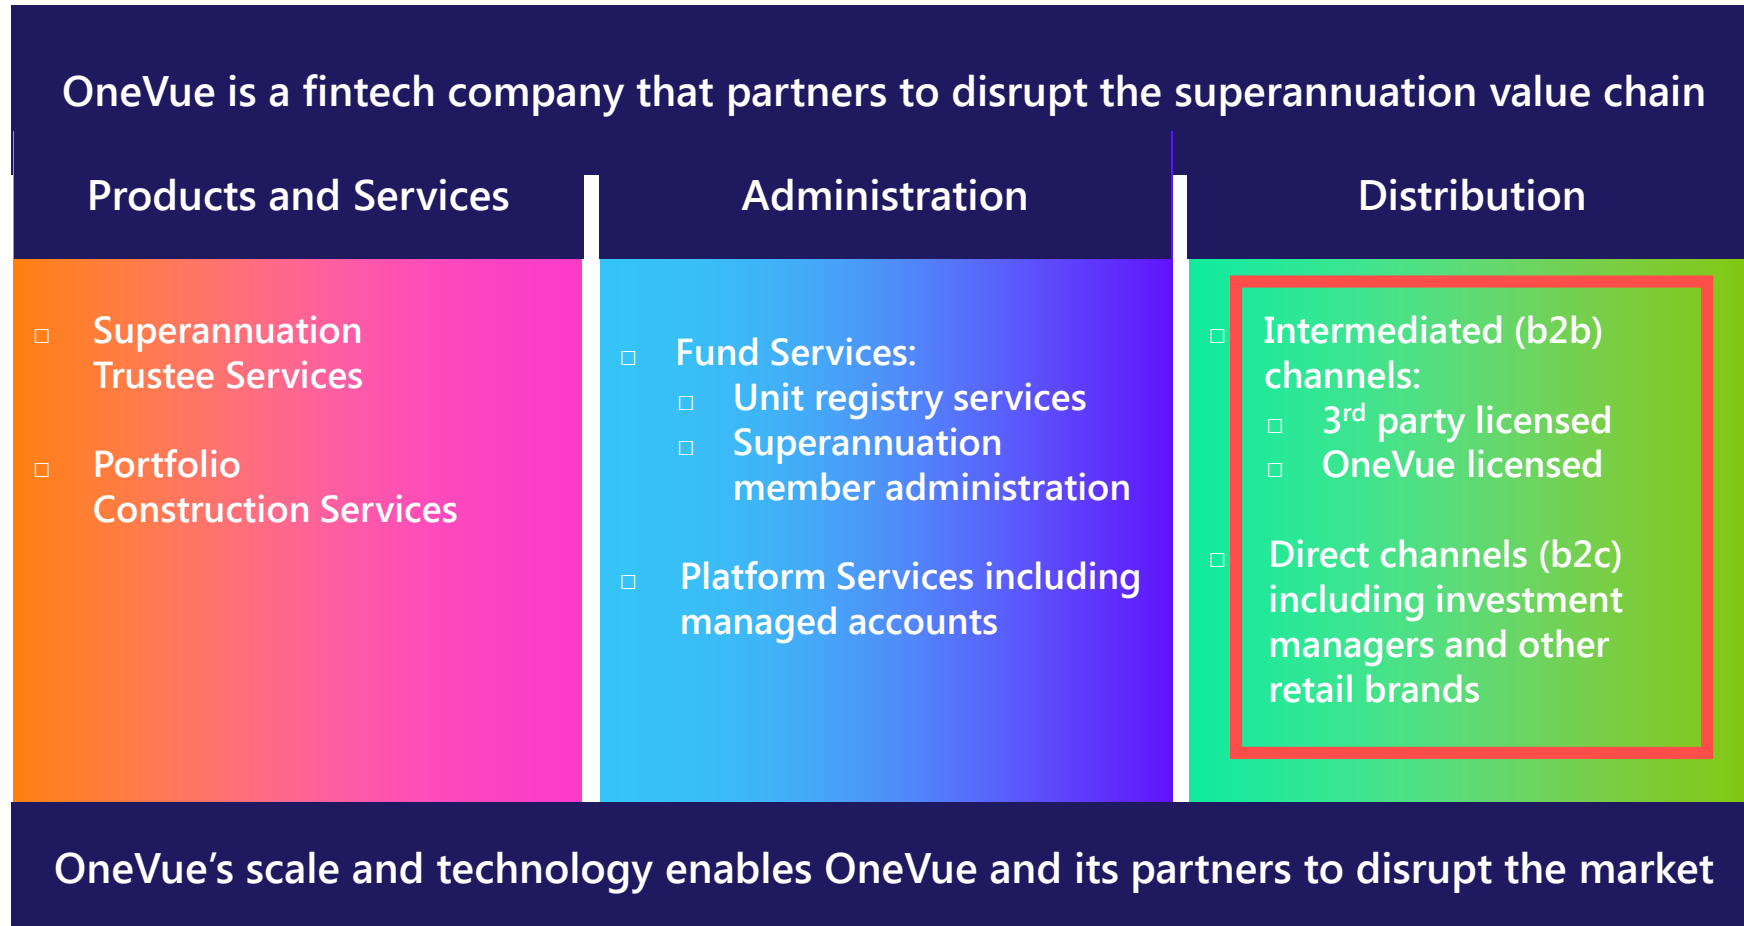 OneVue is a fintech company that partners to disrupt the superannuation value chain
Products and Services
Superannuation
Trustee Services
Portfolio
Construction Services
Administration
Fund Services:
Unit registry services
Superannuation
member administration
Platform Services including
managed accounts
Distribution
Intermediated (b2b)
channels:
3rd party licensed
OneVue licensed
Direct channels (b2c)
including investment
managers and other
retail brands
OneVue’s scale and technology enables OneVue and its partners to disrupt the market